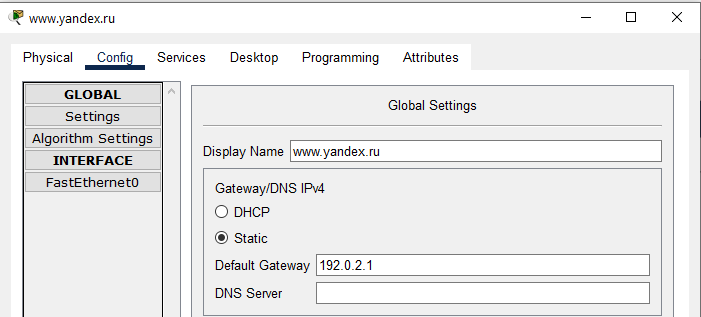 www.yandex.ru
Physical Config Services Desktop Programming Attributes
GLOBAL
Settings
Algorithm Settings
INTERFACE
FastEthernet0
Global Settings
Display Name www.yandex.ru
Gateway/DNS IPv4
DHCP
Static
Default Gateway 192.0.2.1
DNS Server